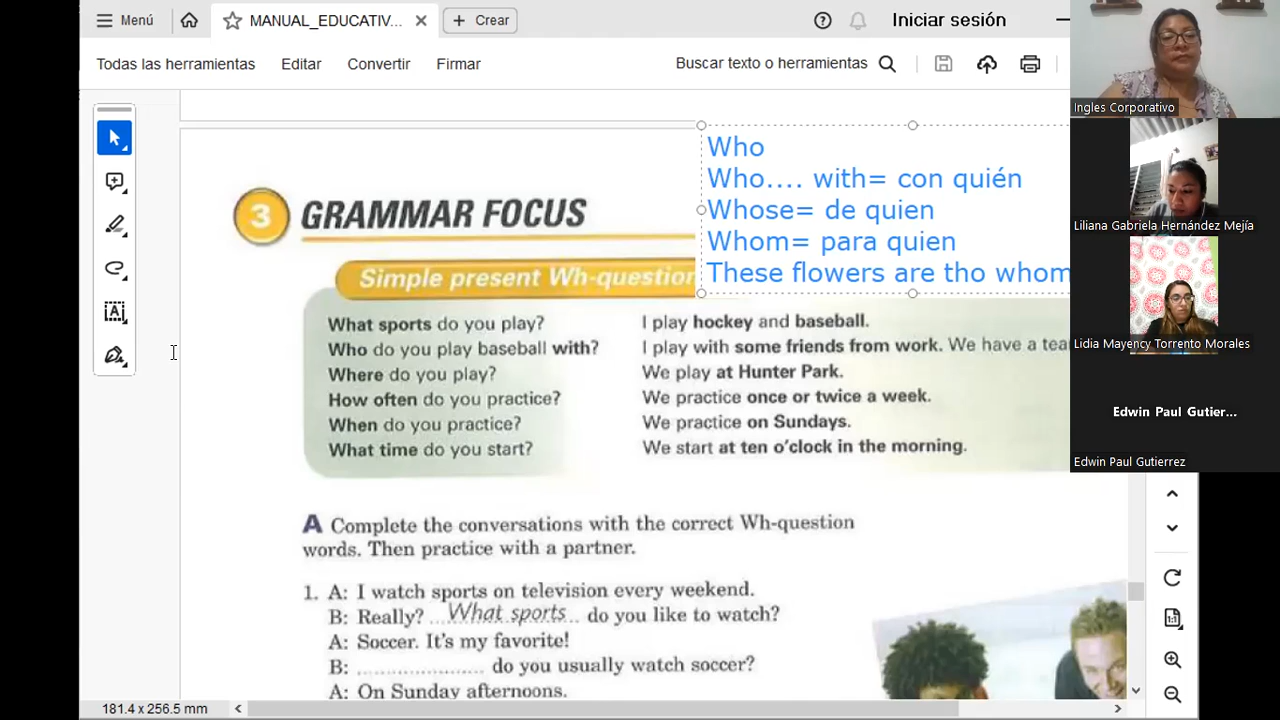 Menú
MANUAL_EDUCATIV...
Crear
Iniciar sesión
Todas las herramientas
Editar
Convertir
Firmar
Buscar texto o herramientas
Ingles Corporativo
Liliana Gabriela Hernández Mejía
Lidia Mayency Torrento Morales
Edwin Paul Gutier...
Edwin Paul Gutierrez
Who
Who.... with= con quién
Whose= de quien
Whom= para quien
These flowers are tho whom
3 GRAMMAR FOCUS
Simple present Wh-question
What sports do you play? I play hockey and baseball.
Who do you play baseball with? I play with some friends from work. We have a tea
Where do you play? We play at Hunter Park.
How often do you practice? We practice once or twice a week.
When do you practice? We practice on Sundays.
What time do you start? We start at ten o'clock in the morning.
A Complete the conversations with the correct Wh-question
words. Then practice with a partner.
1. A: I watch sports on television every weekend.
B: Really? What sports do you like to watch?
A: Soccer. It's my favorite!
B: .................... do you usually watch soccer?
A: On Sunday afternoons.
181.4 x 256.5 mm